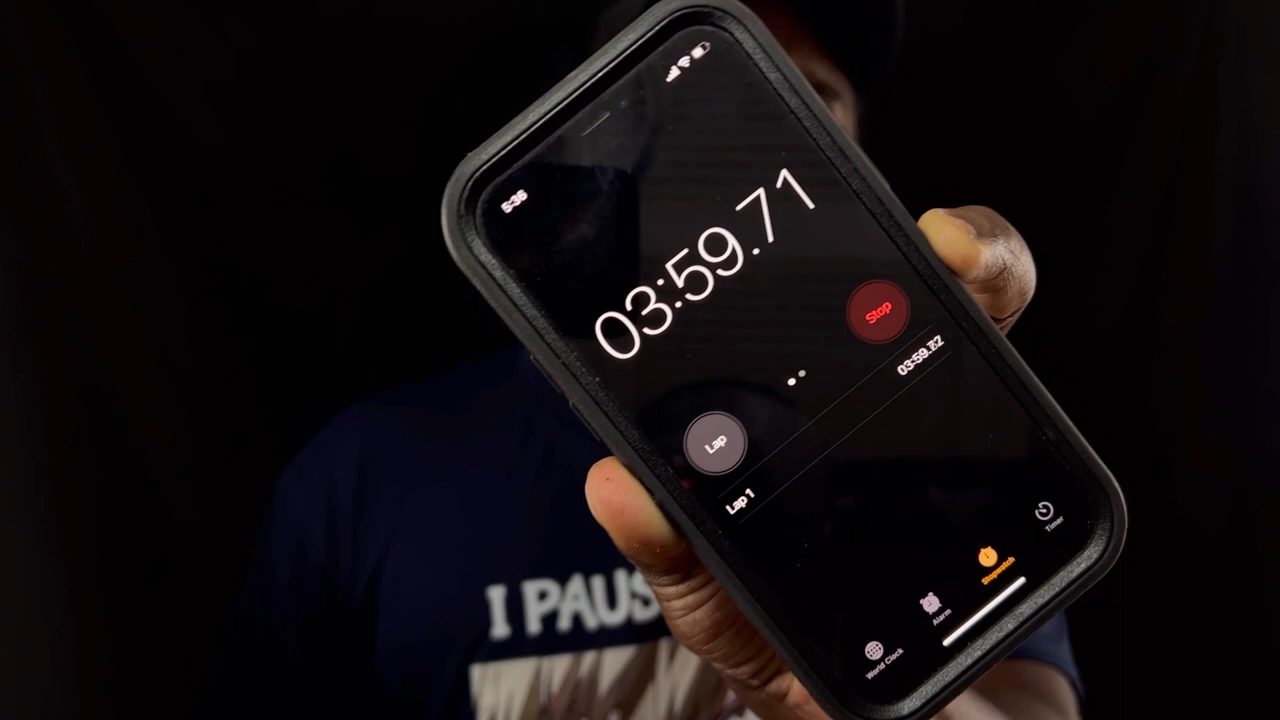 5:36
03:59.71
Lap
Stop
Lap 1 03:59.72
World Clock
Alarm
Stopwatch
Timer
I PAUS